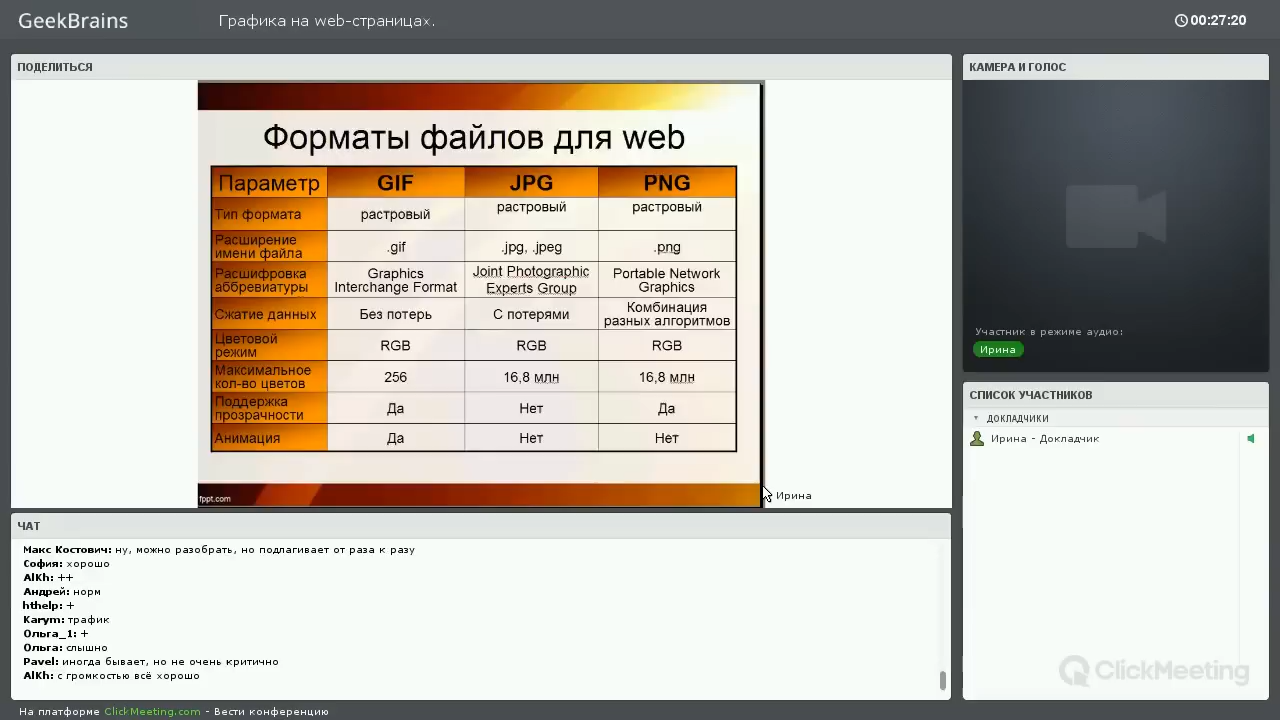 GeekBrains
Графика на web-страницах.
00:27:20
ПОДЕЛИТЬСЯ
Форматы файлов для web
Параметр GIF JPG PNG
Тип формата растровый растровый растровый
Расширение имени файла .gif .jpg, .jpeg .png
Расшифровка аббревиатуры Graphics Interchange Format Joint Photographic Experts Group Portable Network Graphics
Сжатие данных Без потерь С потерями Комбинация разных алгоритмов
Цветовой режим RGB RGB RGB
Максимальное кол-во цветов 256 16,8 млн 16,8 млн
Поддержка прозрачности Да Нет Да
Анимация Да Нет Нет
fppt.com
Ирина
КАМЕРА И ГОЛОС
Участник в режиме аудио:
Ирина
СПИСОК УЧАСТНИКОВ
ДОКЛАДЧИКИ
Ирина - Докладчик
ЧАТ
Макс Костович: ну, можно разобрать, но подлагивает от раза к разу
София: хорошо
AlKh: ++
Андрей: норм
hthelp: +
Karym: трафик
Ольга_1: +
Ольга: слышно
Pavel: иногда бывает, но не очень критично
AlKh: с громкостью всё хорошо
ClickMeeting
На платформе ClickMeeting.com - Вести конференцию